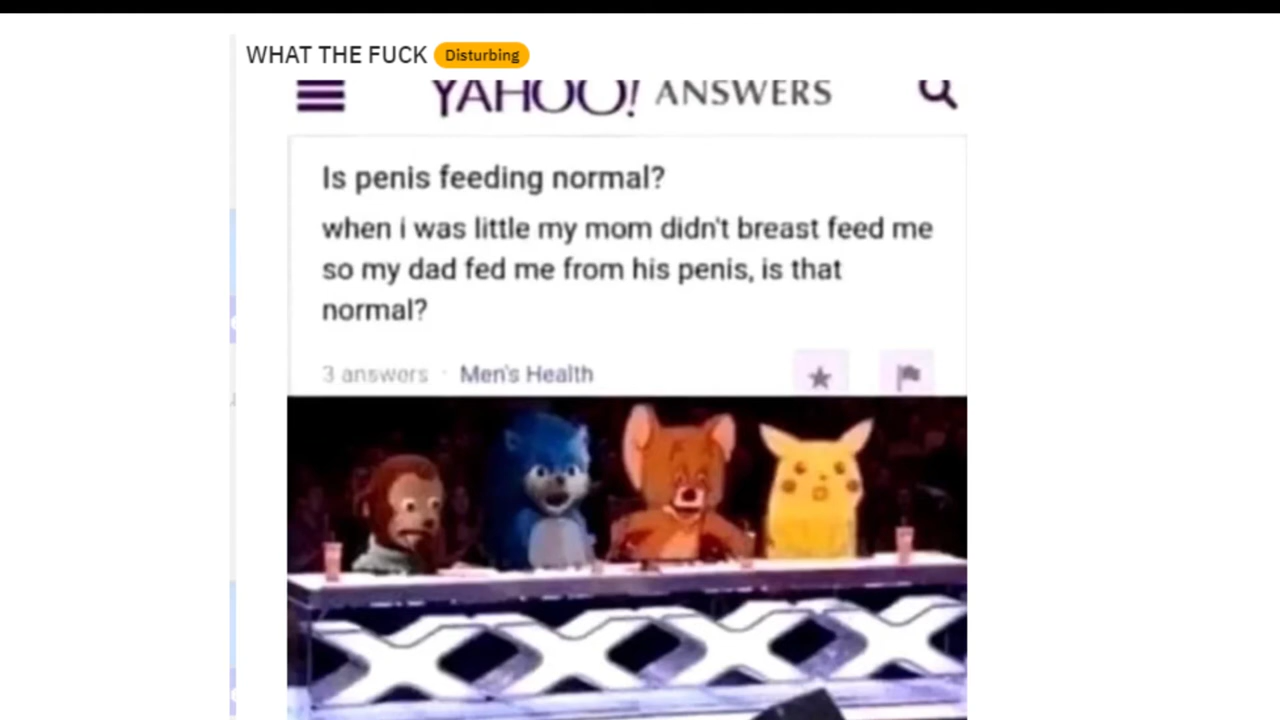 WHAT THE FUCK Disturbing
YAHOO! ANSWERS
Is penis feeding normal?
when i was little my mom didn't breast feed me
so my dad fed me from his penis, is that
normal?
3 answers · Men's Health